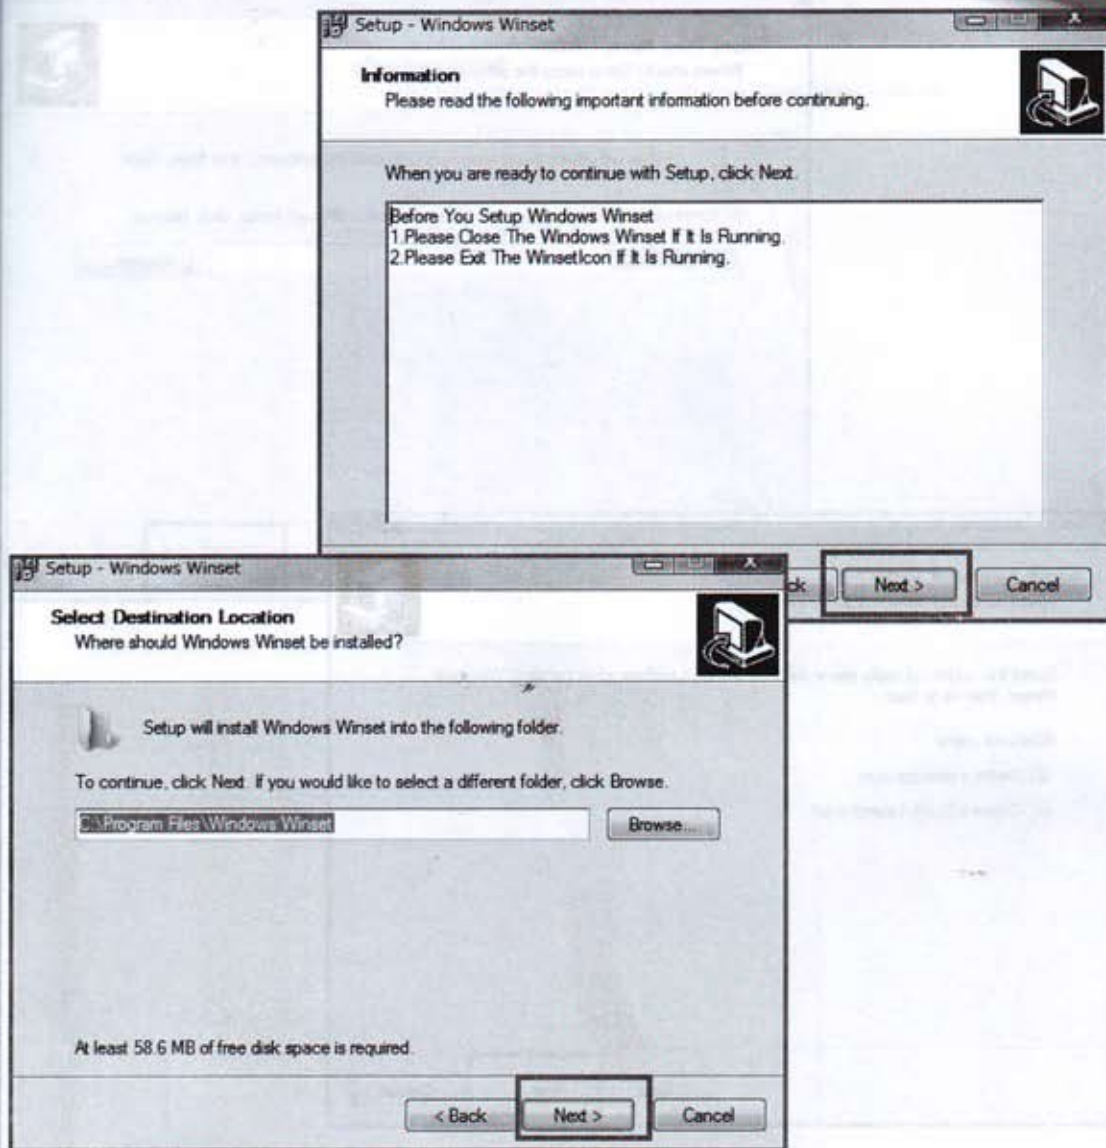 Setup - Windows Winset
Information
Please read the following important information before continuing.
When you are ready to continue with Setup, click Next.
Before You Setup Windows Winset
1.Please Close The Windows Winset If It Is Running.
2.Please Exit The WinsetIcon If It Is Running.
ck
Next >
Cancel
Setup - Windows Winset
Select Destination Location
Where should Windows Winset be installed?
Setup will install Windows Winset into the following folder.
To continue, click Next. If you would like to select a different folder, click Browse.
C:\Program Files\Windows Winset
Browse...
At least 58.6 MB of free disk space is required.
< Back
Next >
Cancel